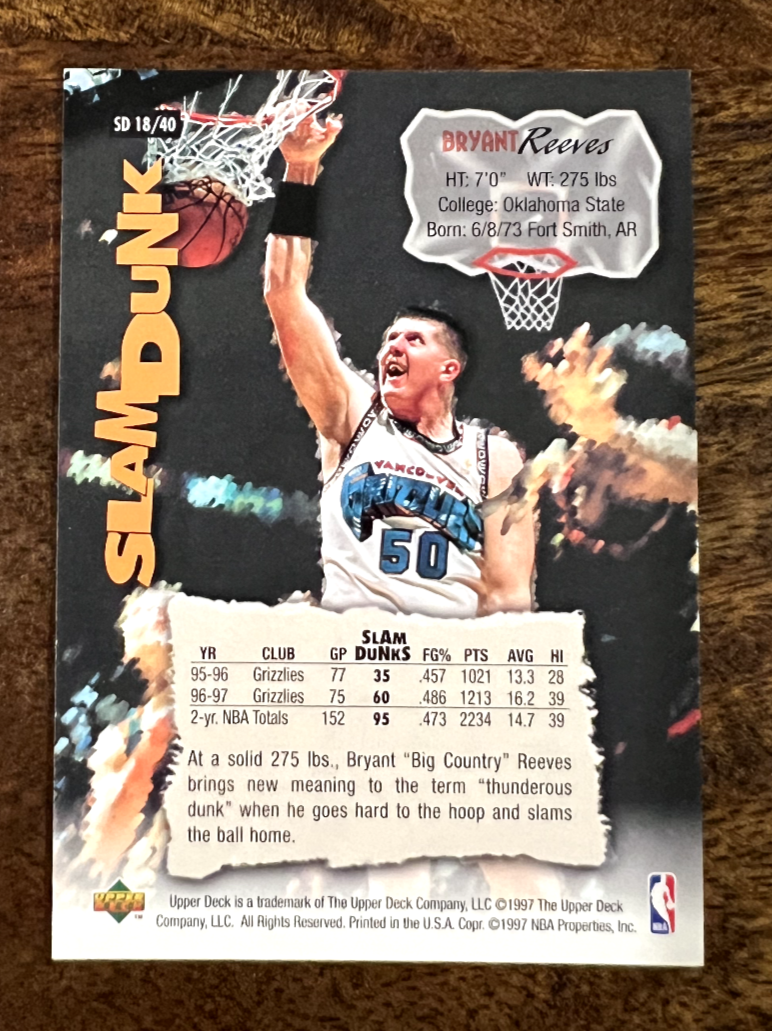 SD 18/40
SLAM DUNK
BRYANT Reeves
HT: 7'0" WT: 275 lbs
College: Oklahoma State
Born: 6/8/73 Fort Smith, AR
VANCOUVER
GRIZZLIES
50
YR CLUB GP SLAM DUNKS FG% PTS AVG HI
95-96 Grizzlies 77 35 .457 1021 13.3 28
96-97 Grizzlies 75 60 .486 1213 16.2 39
2-yr. NBA Totals 152 95 .473 2234 14.7 39
At a solid 275 lbs., Bryant "Big Country" Reeves
brings new meaning to the term "thunderous
dunk" when he goes hard to the hoop and slams
the ball home.
UPPER DECK ™
Upper Deck is a trademark of The Upper Deck Company, LLC ©1997 The Upper Deck
Company, LLC. All Rights Reserved. Printed in the U.S.A. Copr. ©1997 NBA Properties, Inc.
NBA